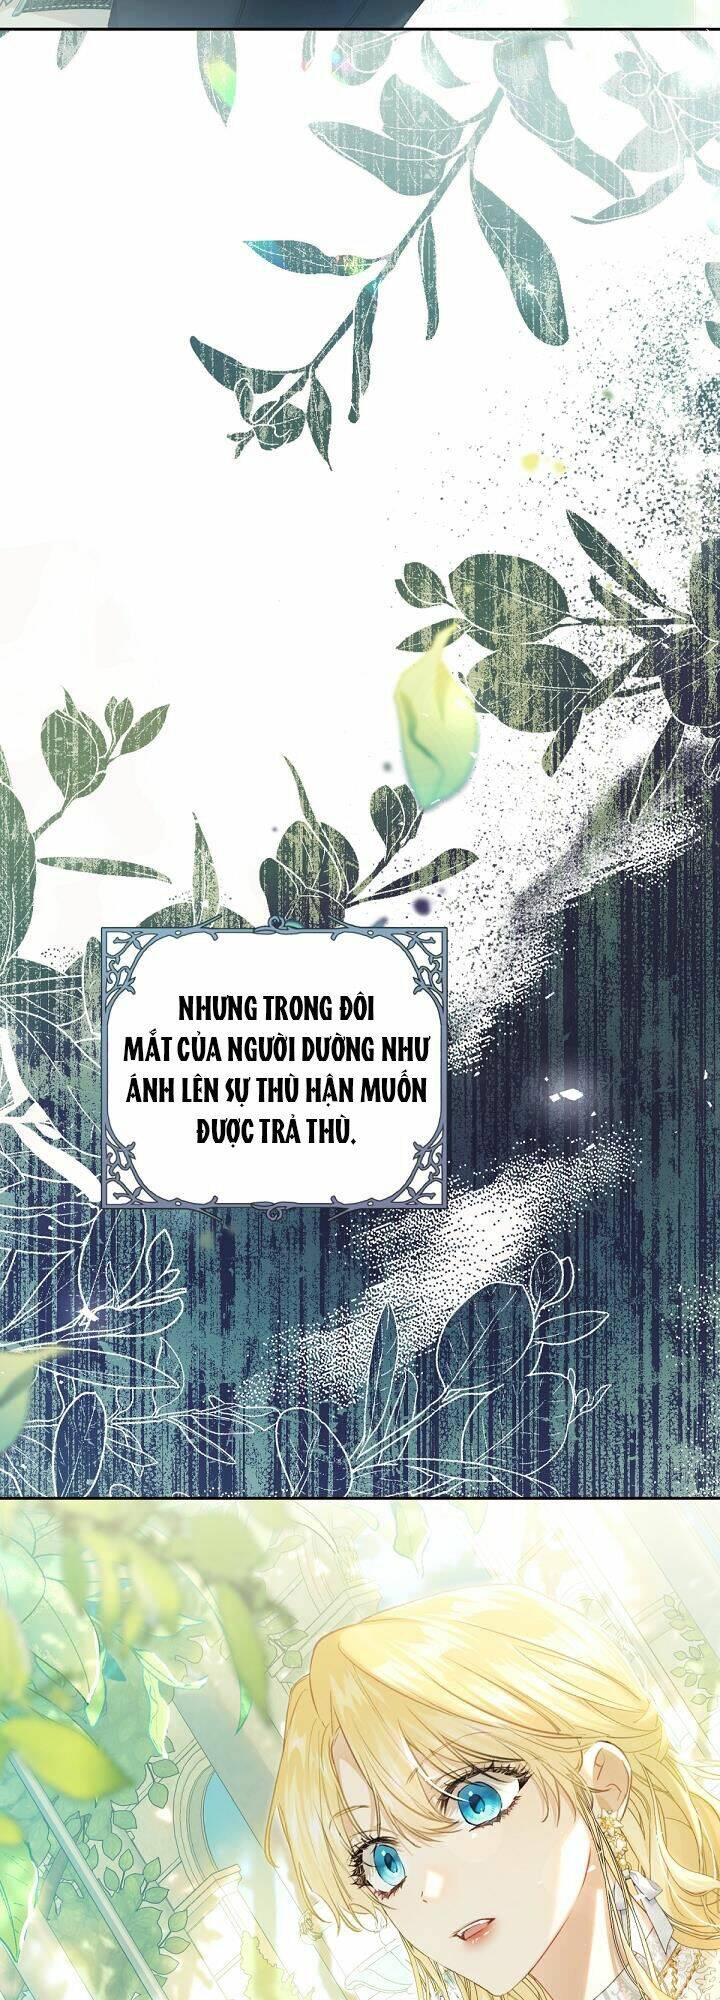 NHƯNG TRONG ĐÔI
MẮT CỦA NGƯỜI DƯỜNG NHƯ
ÁNH LÊN SỰ THÙ HẬN MUỐN
ĐƯỢC TRẢ THÙ.